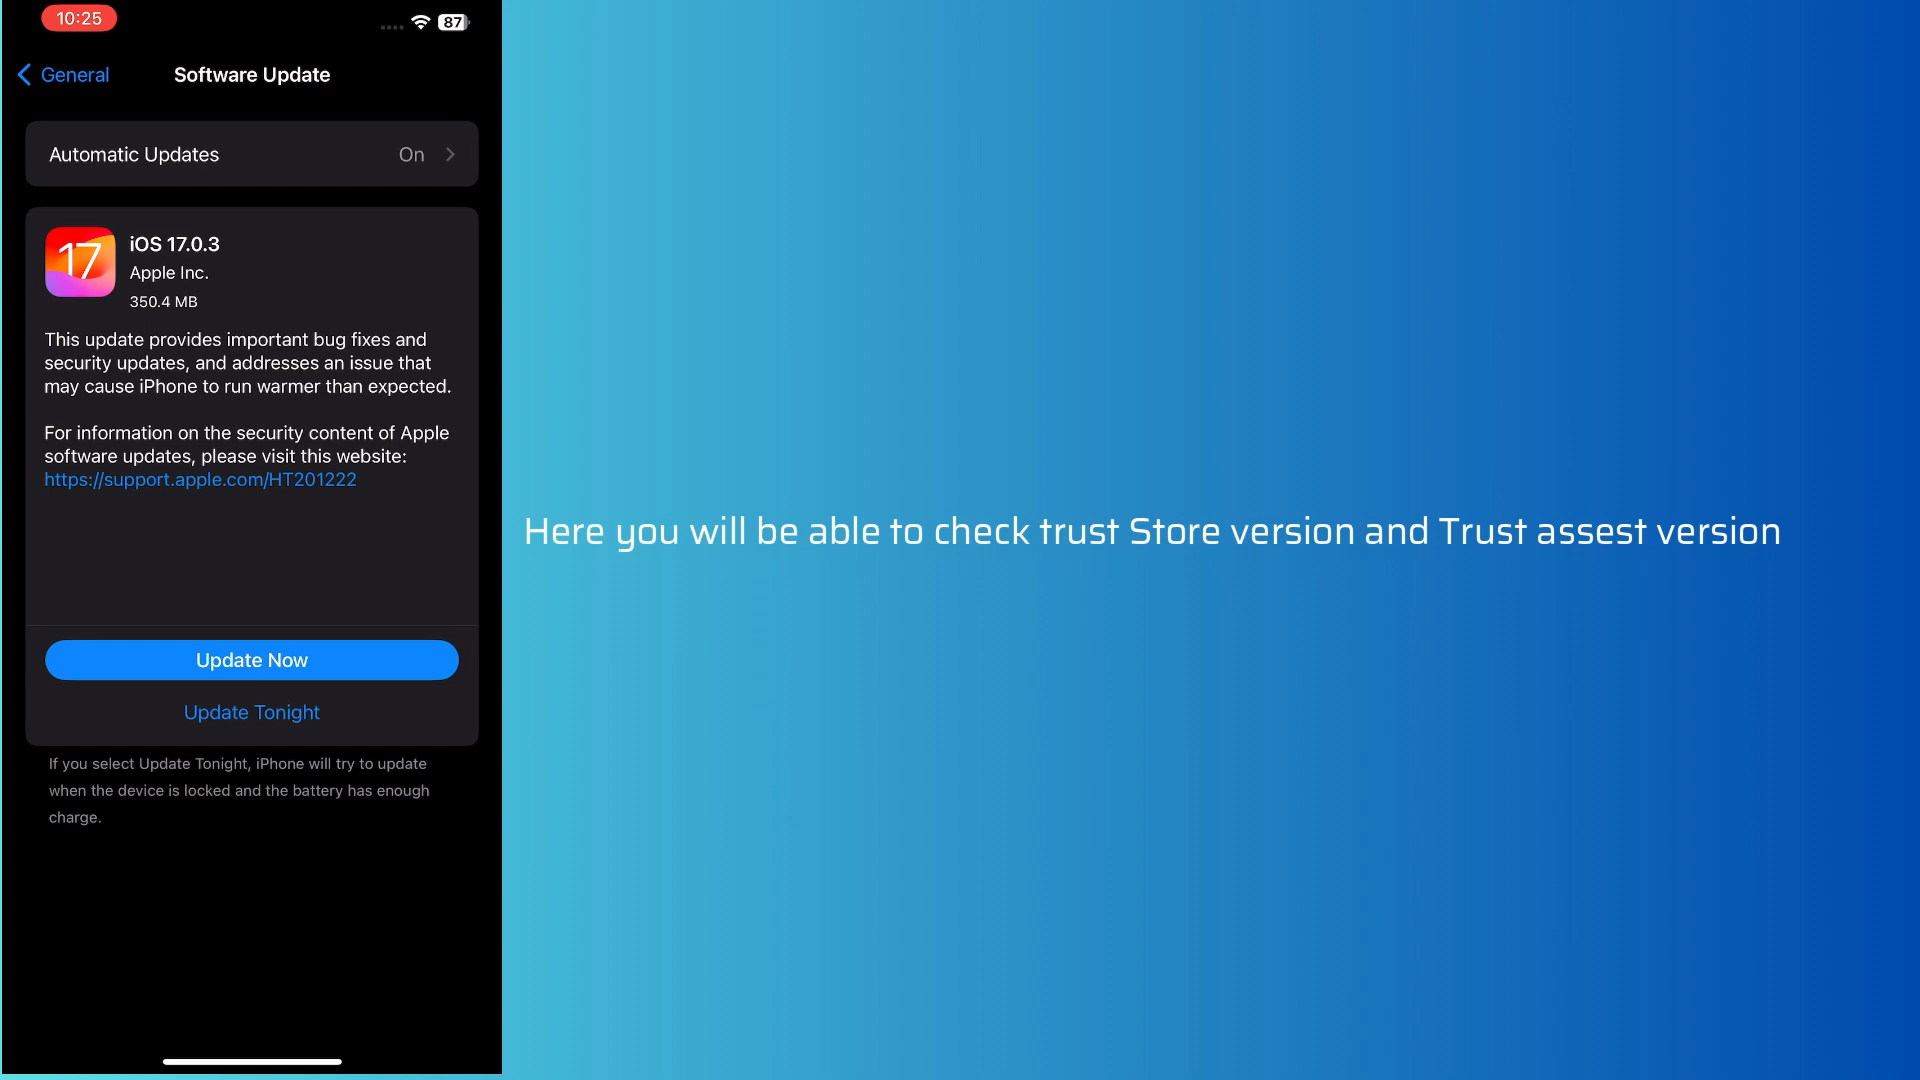 10:25
87
General
Software Update
Automatic Updates On
17
iOS 17.0.3
Apple Inc.
350.4 MB
This update provides important bug fixes and
security updates, and addresses an issue that
may cause iPhone to run warmer than expected.
For information on the security content of Apple
software updates, please visit this website:
https://support.apple.com/HT201222
Update Now
Update Tonight
If you select Update Tonight, iPhone will try to update
when the device is locked and the battery has enough
charge.
Here you will be able to check trust Store version and Trust assest version